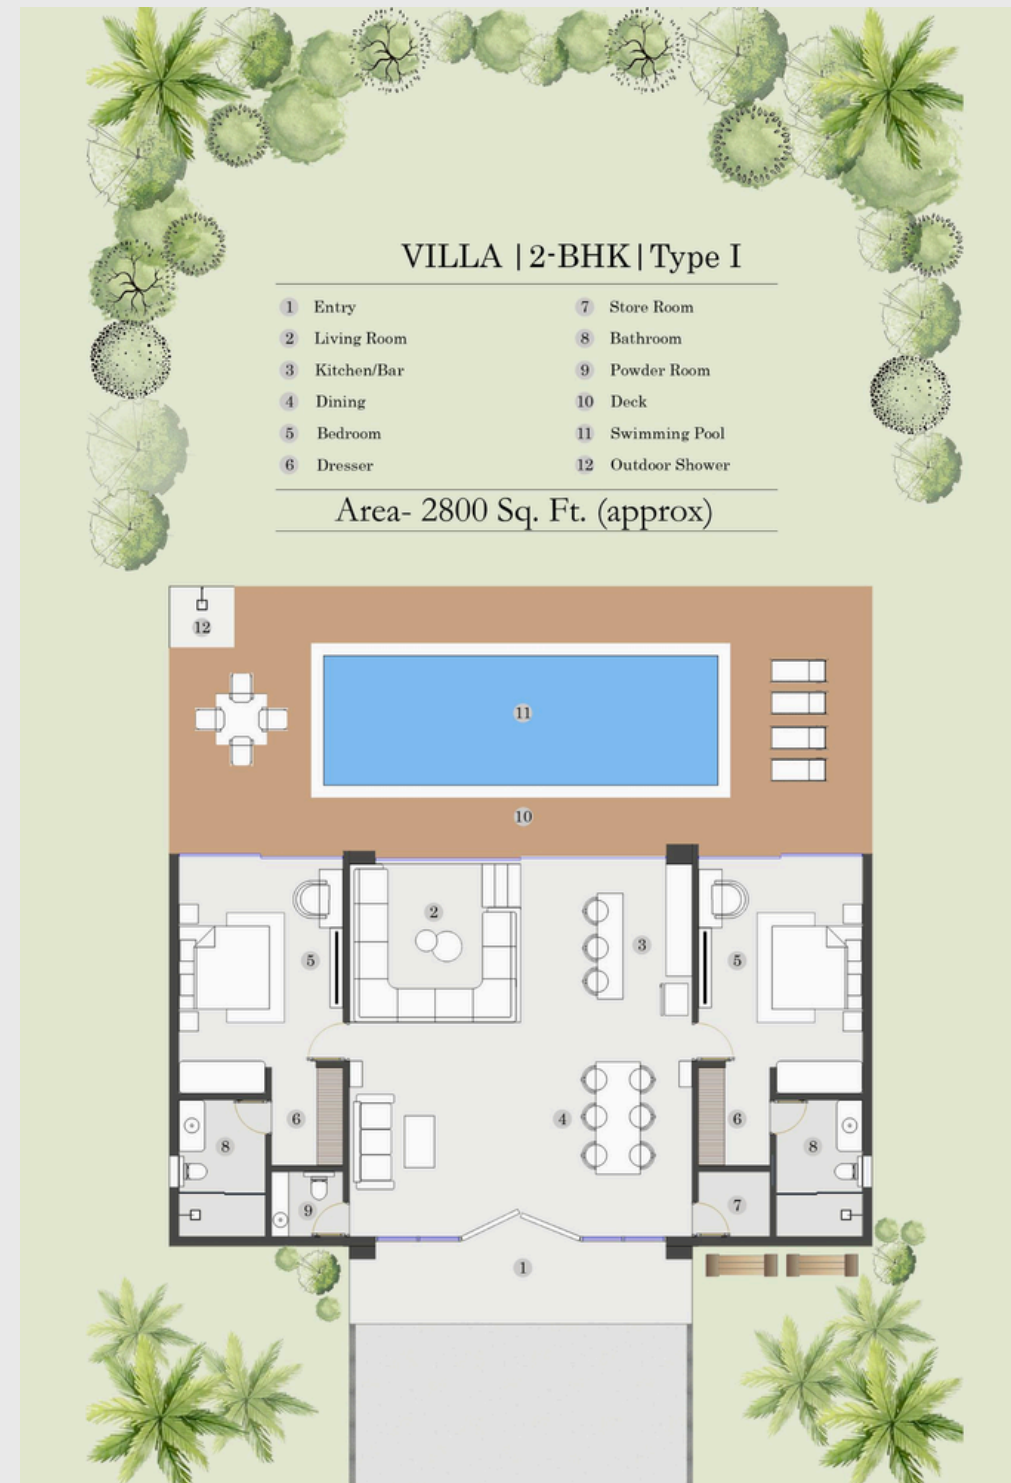 VILLA | 2-BHK | Type I
1 Entry
2 Living Room
3 Kitchen/Bar
4 Dining
5 Bedroom
6 Dresser
7 Store Room
8 Bathroom
9 Powder Room
10 Deck
11 Swimming Pool
12 Outdoor Shower
Area- 2800 Sq. Ft. (approx)
12
11
10
2
3
5
5
4
6
6
8
8
9
7
1